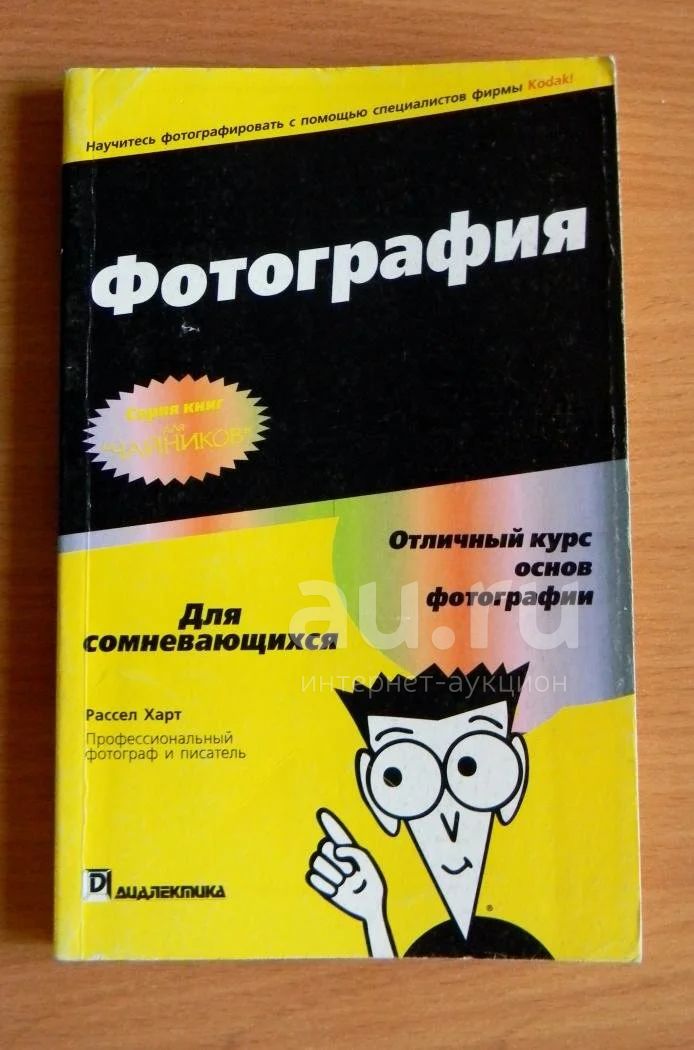 Научитесь фотографировать с помощью специалистов фирмы Kodak!
Фотография
Серия книг
для
"ЧАЙНИКОВ"
Отличный курс
основ
фотографии
Для
сомневающихся
au.ru
интернет-аукцион
Рассел Харт
Профессиональный
фотограф и писатель
D
ДИАЛЕКТИКА
®